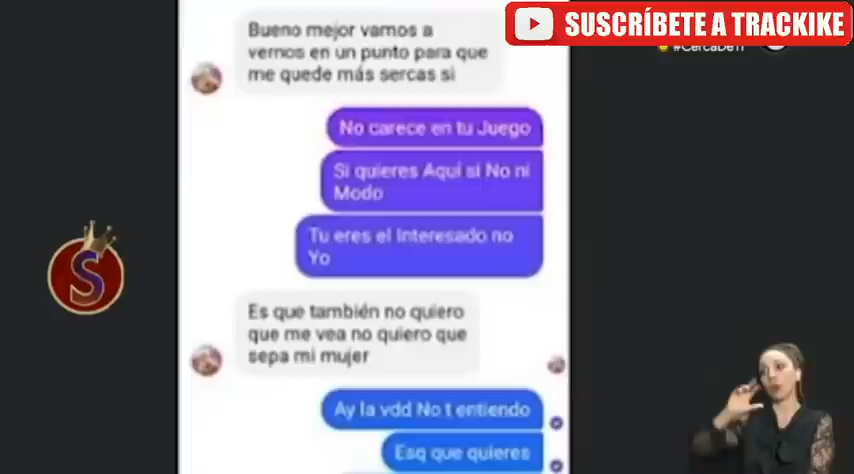 SUSCRÍBETE A TRACKIKE
#CercaDeTi
Bueno mejor vamos a
vernos en un punto para que
me quede más sercas si
No carece en tu Juego
Si quieres Aquí si No ni
Modo
Tu eres el Interesado no
Yo
Es que también no quiero
que me vea no quiero que
sepa mi mujer
Ay la vdd No t entiendo
Esq que quieres
S